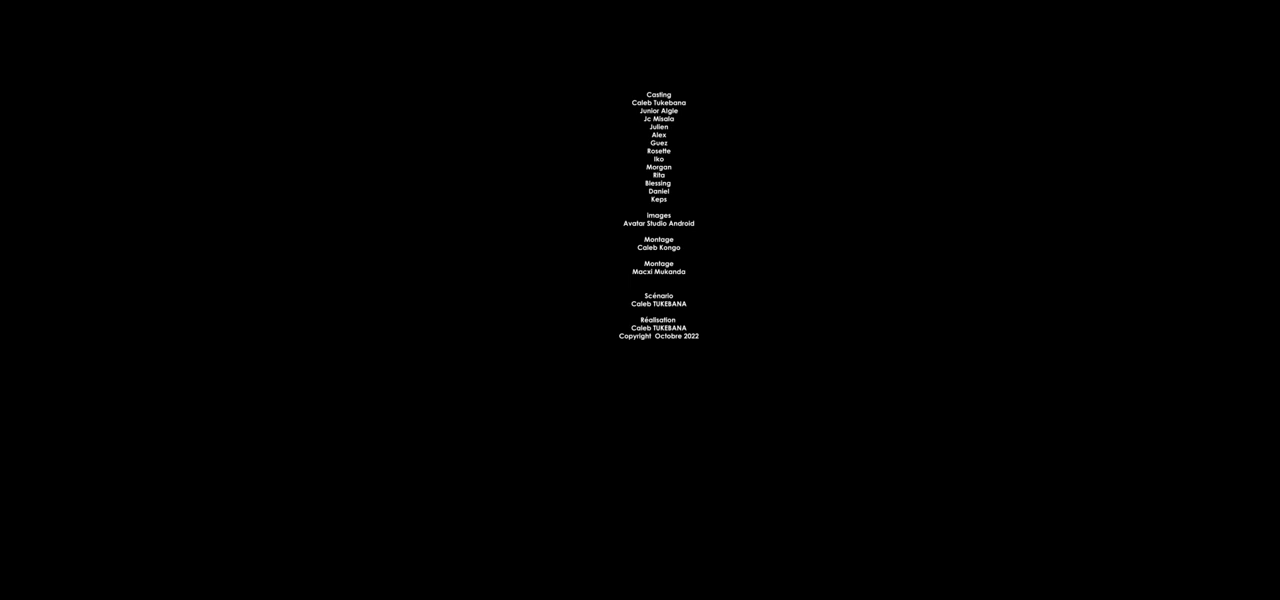 Casting
Caleb Tukebana
Junior Aigle
Jc Misala
Julien
Alex
Guez
Rosette
Iko
Morgan
Rita
Blessing
Daniel
Keps
Images
Avatar Studio Android
Montage
Caleb Kongo
Montage
Macxi Mukanda
Scénario
Caleb TUKEBANA
Réalisation
Caleb TUKEBANA
Copyright Octobre 2022